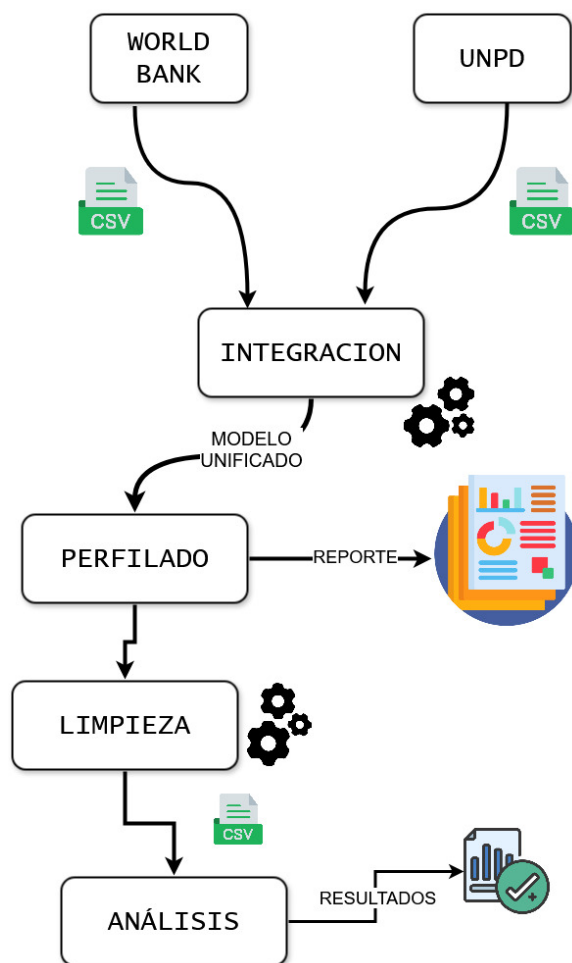 WORLD
BANK
UNPD
CSV
CSV
INTEGRACION
MODELO
UNIFICADO
PERFILADO
REPORTE
LIMPIEZA
CSV
ANÁLISIS
RESULTADOS